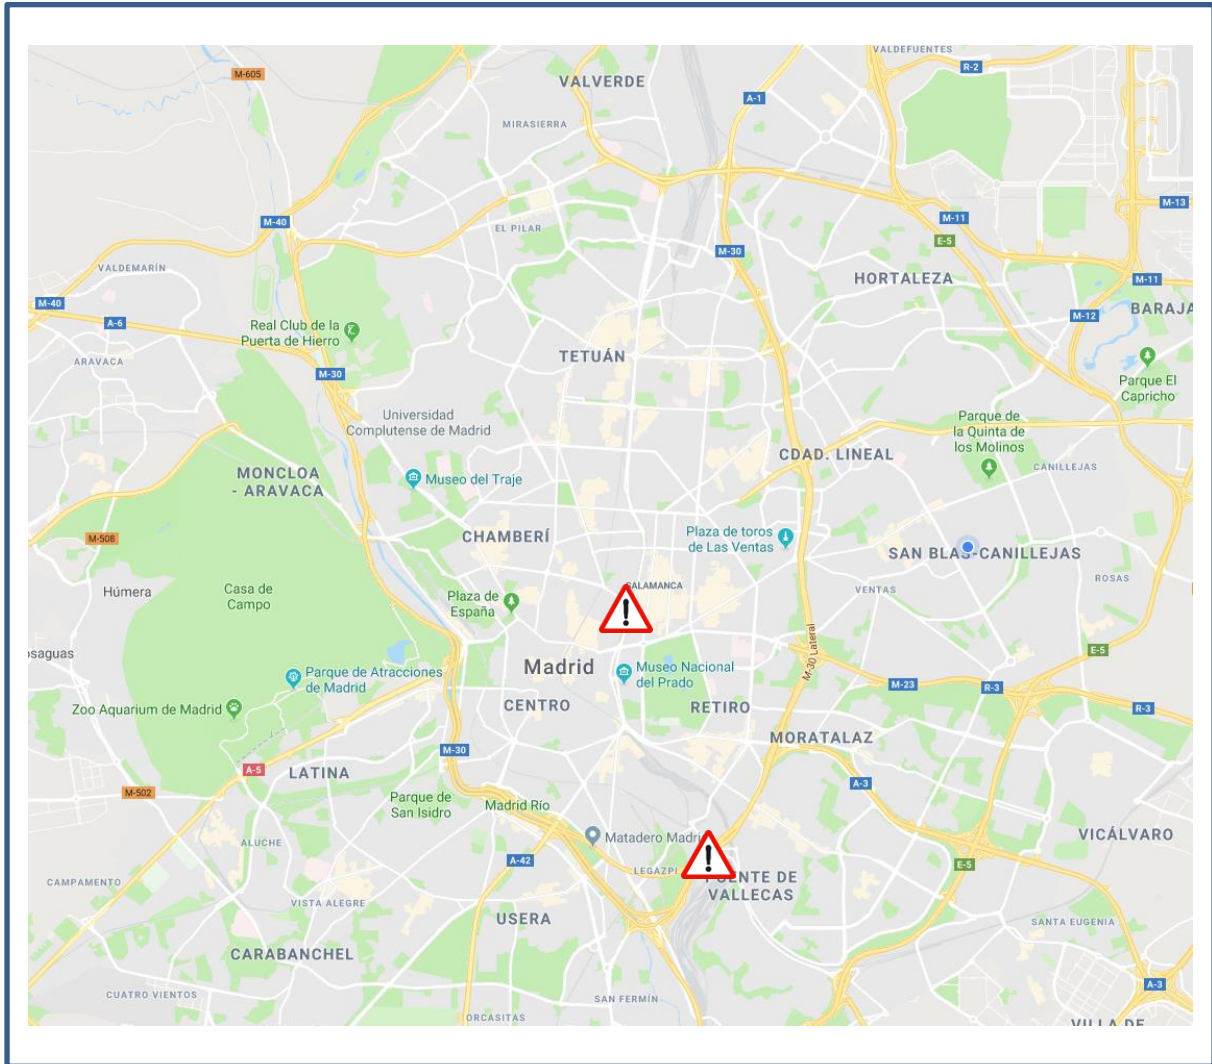 VALDEFUENTES
R-2
M-605
VALVERDE
A-1
MIRASIERRA
M-13
M-40
M-11
EL PILAR
E-5
M-30
VALDEMARÍN
HORTALEZA
M-11
M-40
M-12
BARAJA
A-6
Real Club de la
Puerta de Hierro
TETUÁN
ARAVACA
M-30
Parque El
Capricho
Universidad
Complutense de Madrid
Parque de
la Quinta de
los Molinos
CDAD. LINEAL
CANILLEJAS
MONCLOA
- ARAVACA
Museo del Traje
CHAMBERÍ
Plaza de toros
de Las Ventas
M-508
SAN BLAS-CANILLEJAS
ROSAS
Húmera
Casa de
Campo
Plaza de
España
SALAMANCA
VENTAS
!
M-30 Lateral
osaguas
E-5
Madrid
Museo Nacional
del Prado
Parque de Atracciones
de Madrid
M-23
R-3
Zoo Aquarium de Madrid
CENTRO
RETIRO
R-3
MORATALAZ
M-30
A-5
LATINA
A-3
M-502
Parque de
San Isidro
Madrid Río
Matadero Madri
VICÁLVARO
ALUCHE
!
A-42
LEGAZPI
E-5
PUENTE DE
VALLECAS
CAMPAMENTO
VISTA ALEGRE
USERA
SANTA EUGENIA
CARABANCHEL
A-3
CUATRO VIENTOS
SAN FERMÍN
ORCASITAS
VILLA DE